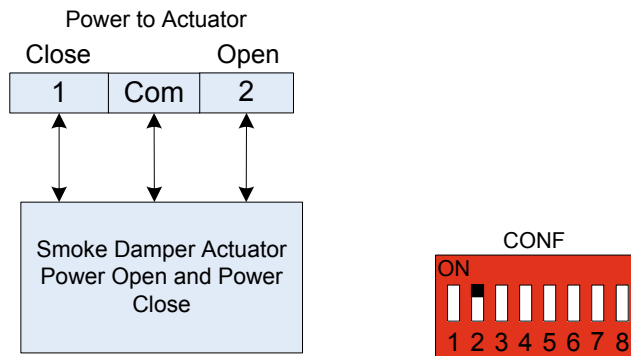 Power to Actuator
Close Open
1 Com 2
Smoke Damper Actuator
Power Open and Power
Close
CONF
ON
1 2 3 4 5 6 7 8